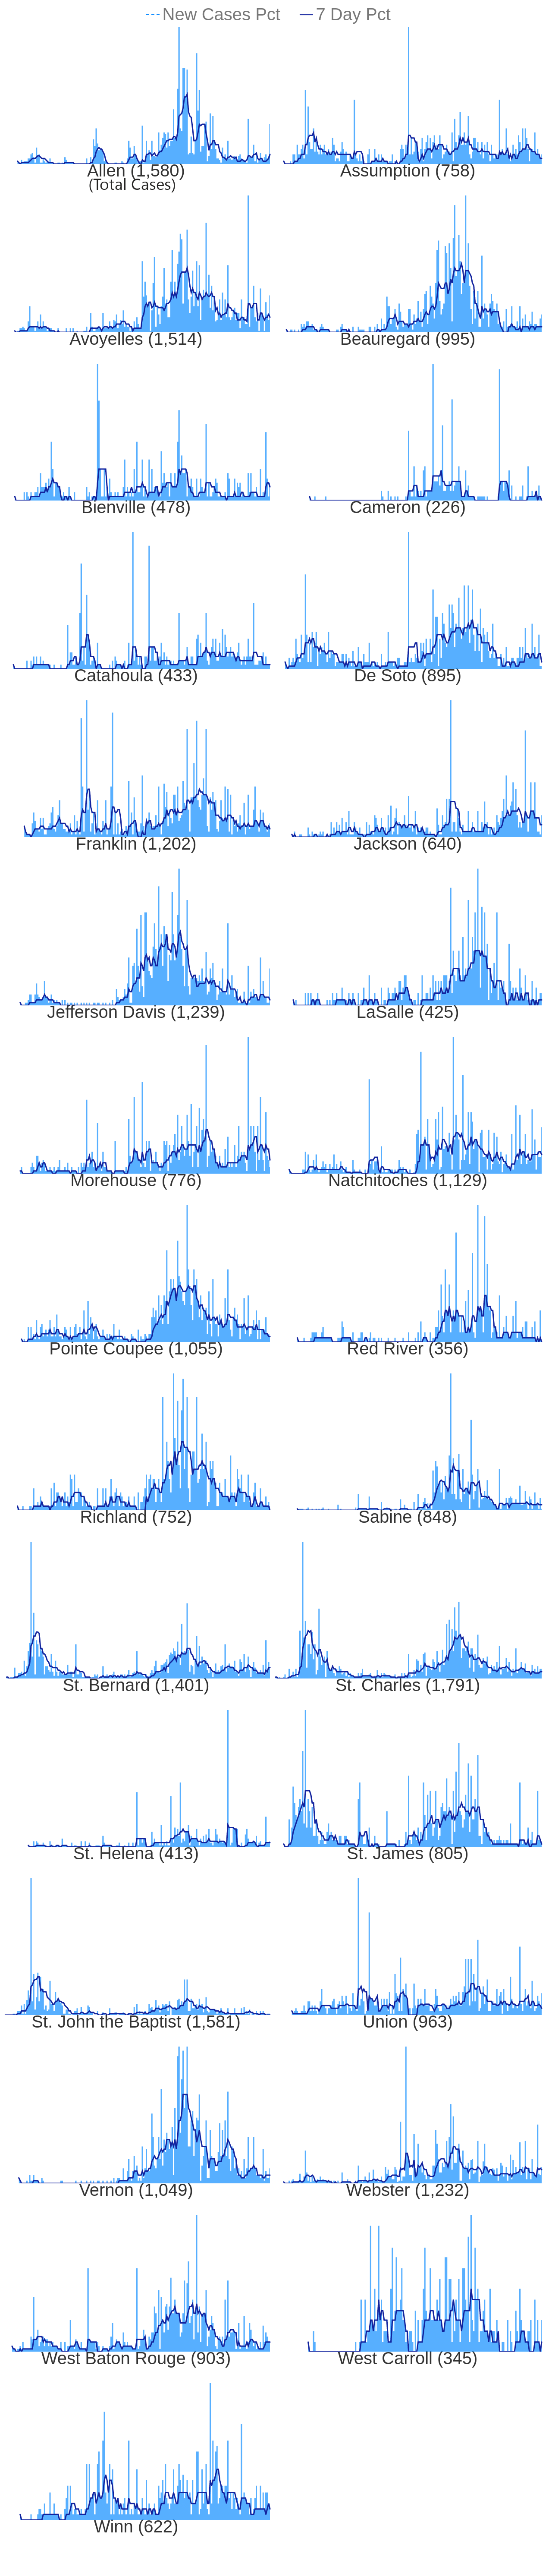 New Cases Pct 7 Day Pct
Allen (1,580) Assumption (758)
(Total Cases)
Avoyelles (1,514) Beauregard (995)
Bienville (478) Cameron (226)
Catahoula (433) De Soto (895)
Franklin (1,202) Jackson (640)
Jefferson Davis (1,239) LaSalle (425)
Morehouse (776) Natchitoches (1,129)
Pointe Coupee (1,055) Red River (356)
Richland (752) Sabine (848)
St. Bernard (1,401) St. Charles (1,791)
St. Helena (413) St. James (805)
St. John the Baptist (1,581) Union (963)
Vernon (1,049) Webster (1,232)
West Baton Rouge (903) West Carroll (345)
Winn (622)